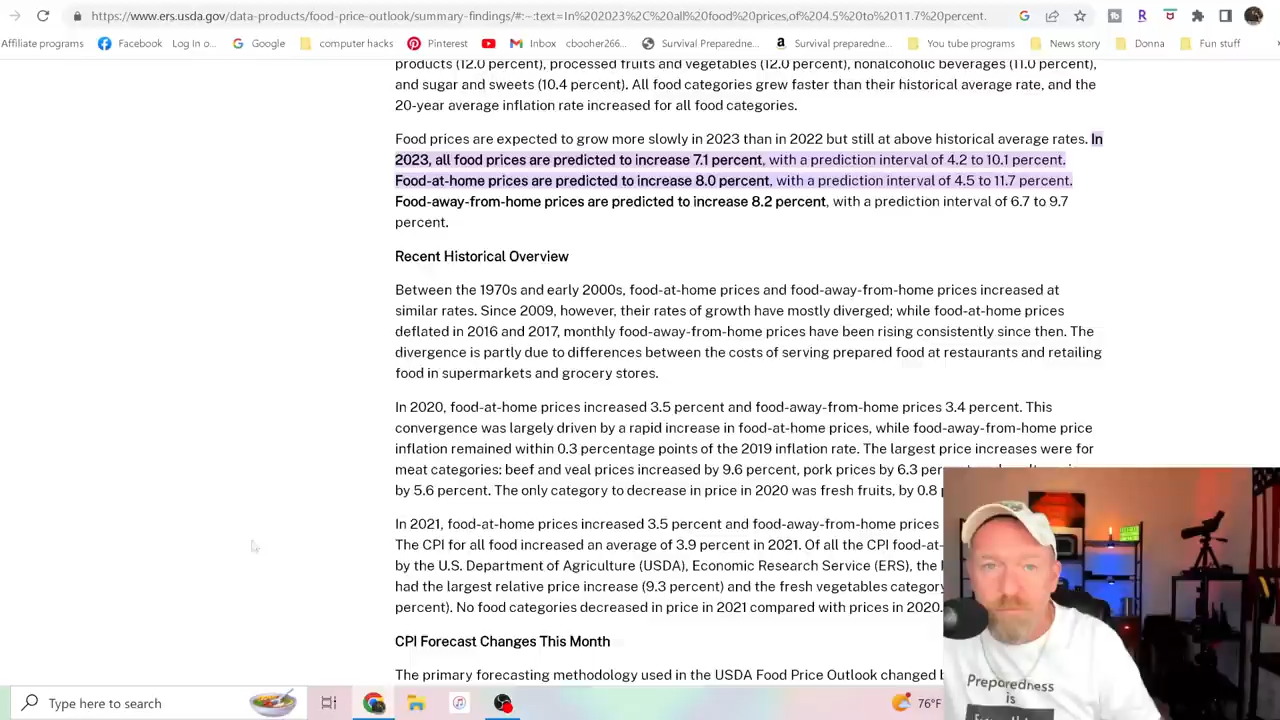 https://www.ers.usda.gov/data-products/food-price-outlook/summary-findings/#:~:text=In%202023%2C%20all%20food%20prices,of%204.5%20to%2011.7%20percent.
Affiliate programs Facebook Log In o... Google computer hacks Pinterest Inbox cbooher266... Survival Preparedne... Survival preparedne... You tube programs News story Donna Fun stuff
products (12.0 percent), processed fruits and vegetables (12.0 percent), nonalcoholic beverages (11.0 percent),
and sugar and sweets (10.4 percent). All food categories grew faster than their historical average rate, and the
20-year average inflation rate increased for all food categories.
Food prices are expected to grow more slowly in 2023 than in 2022 but still at above historical average rates. In
2023, all food prices are predicted to increase 7.1 percent, with a prediction interval of 4.2 to 10.1 percent.
Food-at-home prices are predicted to increase 8.0 percent, with a prediction interval of 4.5 to 11.7 percent.
Food-away-from-home prices are predicted to increase 8.2 percent, with a prediction interval of 6.7 to 9.7
percent.
Recent Historical Overview
Between the 1970s and early 2000s, food-at-home prices and food-away-from-home prices increased at
similar rates. Since 2009, however, their rates of growth have mostly diverged; while food-at-home prices
deflated in 2016 and 2017, monthly food-away-from-home prices have been rising consistently since then. The
divergence is partly due to differences between the costs of serving prepared food at restaurants and retailing
food in supermarkets and grocery stores.
In 2020, food-at-home prices increased 3.5 percent and food-away-from-home prices 3.4 percent. This
convergence was largely driven by a rapid increase in food-at-home prices, while food-away-from-home price
inflation remained within 0.3 percentage points of the 2019 inflation rate. The largest price increases were for
meat categories: beef and veal prices increased by 9.6 percent, pork prices by 6.3
by 5.6 percent. The only category to decrease in price in 2020 was fresh fruits, by 0.8
In 2021, food-at-home prices increased 3.5 percent and food-away-from-home prices
The CPI for all food increased an average of 3.9 percent in 2021. Of all the CPI food-at-
by the U.S. Department of Agriculture (USDA), Economic Research Service (ERS), the
had the largest relative price increase (9.3 percent) and the fresh vegetables category
percent). No food categories decreased in price in 2021 compared with prices in 2020.
CPI Forecast Changes This Month
The primary forecasting methodology used in the USDA Food Price Outlook changed
Preparedness
is
Type here to search
76°F